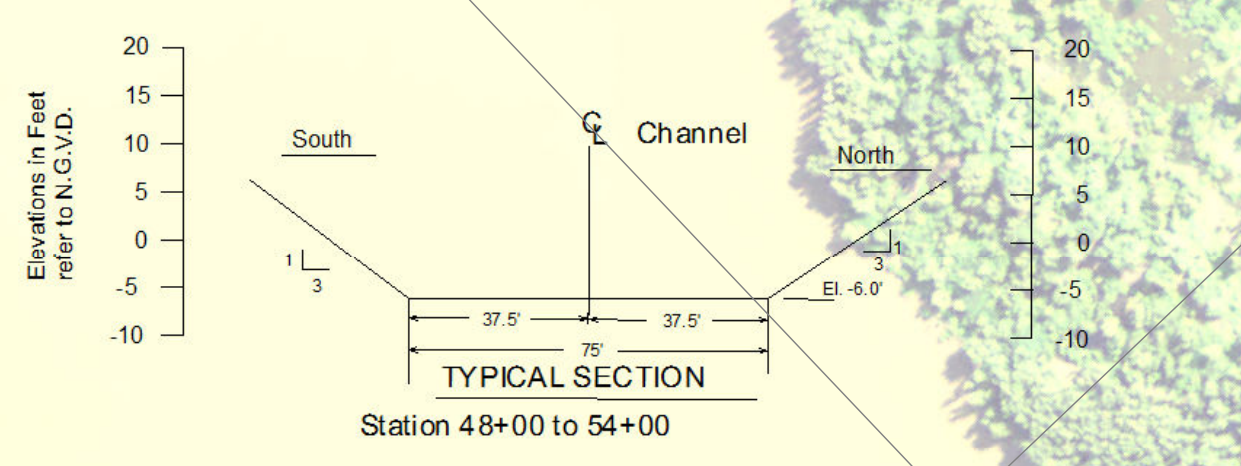 Elevations in Feet
refer to N.G.V.D.
20
15
10
5
0
-5
-10
South
1
3
CL Channel
North
1
3
El. -6.0'
20
15
10
5
0
-5
-10
37.5' 37.5'
75'
TYPICAL SECTION
Station 48+00 to 54+00